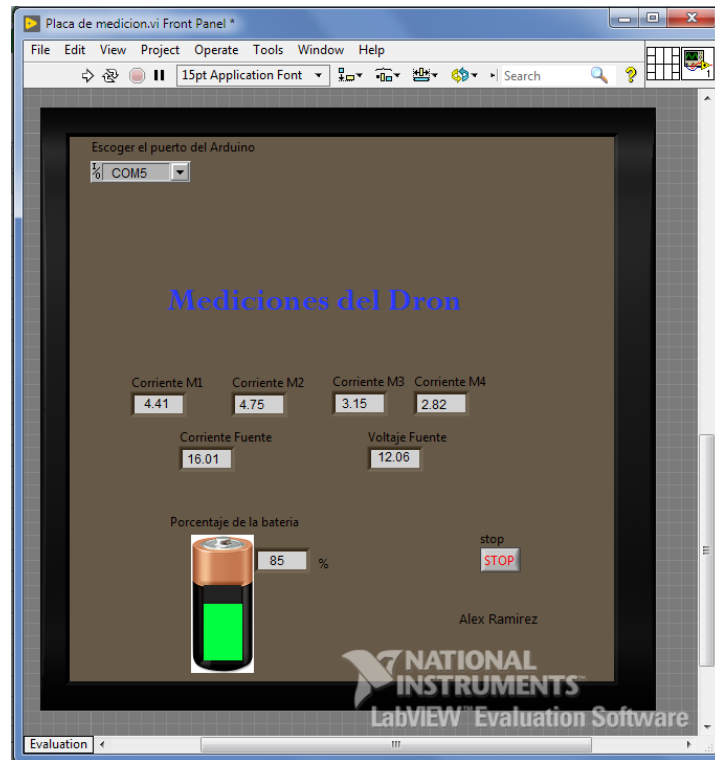 Placa de medicion.vi Front Panel *
File Edit View Project Operate Tools Window Help
15pt Application Font
Search
1
Escoger el puerto del Arduino
I/O COM5
Mediciones del Dron
Corriente M1 Corriente M2 Corriente M3 Corriente M4
4.41 4.75 3.15 2.82
Corriente Fuente Voltaje Fuente
16.01 12.06
Porcentaje de la bateria
85 %
stop
STOP
Alex Ramirez
NATIONAL
INSTRUMENTS™
LabVIEW™ Evaluation Software
Evaluation